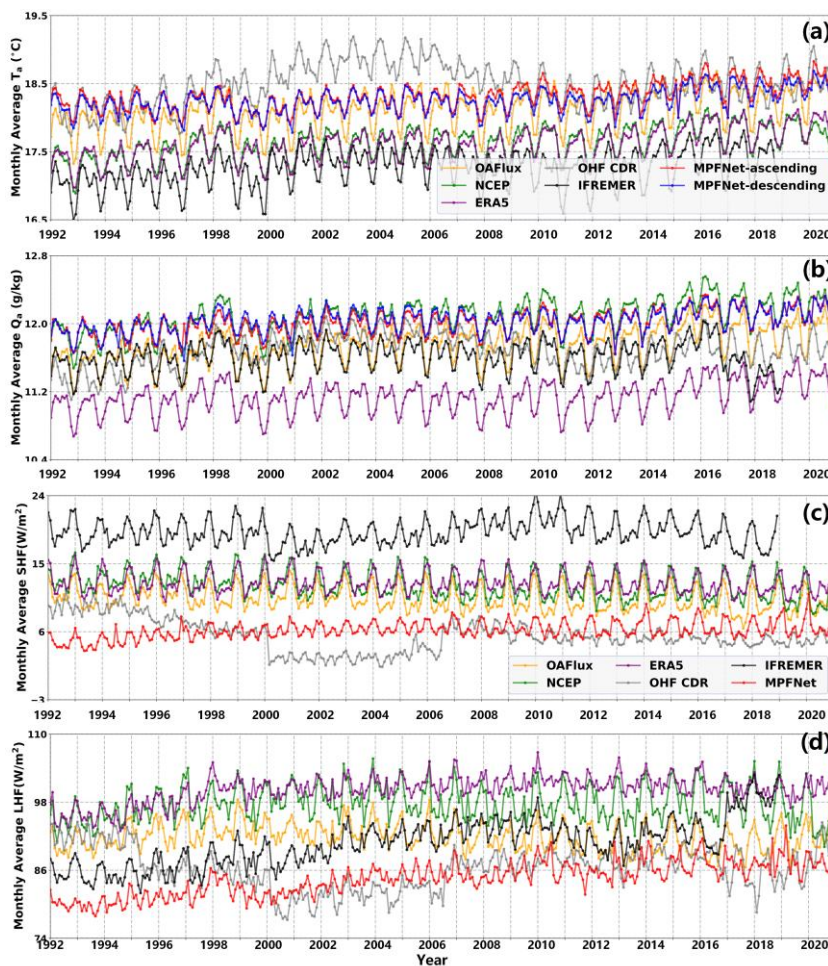 (a)
Monthly Average Tₐ (°C)
19.5
18.5
17.5
16.5
OAFlux OHF CDR MPFNet-ascending
NCEP IFREMER MPFNet-descending
ERA5
1992 1994 1996 1998 2000 2002 2004 2006 2008 2010 2012 2014 2016 2018 2020
(b)
Monthly Average Qₐ (g/kg)
12.8
12.0
11.2
10.4
1992 1994 1996 1998 2000 2002 2004 2006 2008 2010 2012 2014 2016 2018 2020
(c)
Monthly Average SHF(W/m²)
24
15
6
−3
OAFlux ERA5 IFREMER
NCEP OHF CDR MPFNet
1992 1994 1996 1998 2000 2002 2004 2006 2008 2010 2012 2014 2016 2018 2020
(d)
Monthly Average LHF(W/m²)
110
98
86
74
1992 1994 1996 1998 2000 2002 2004 2006 2008 2010 2012 2014 2016 2018 2020
Year